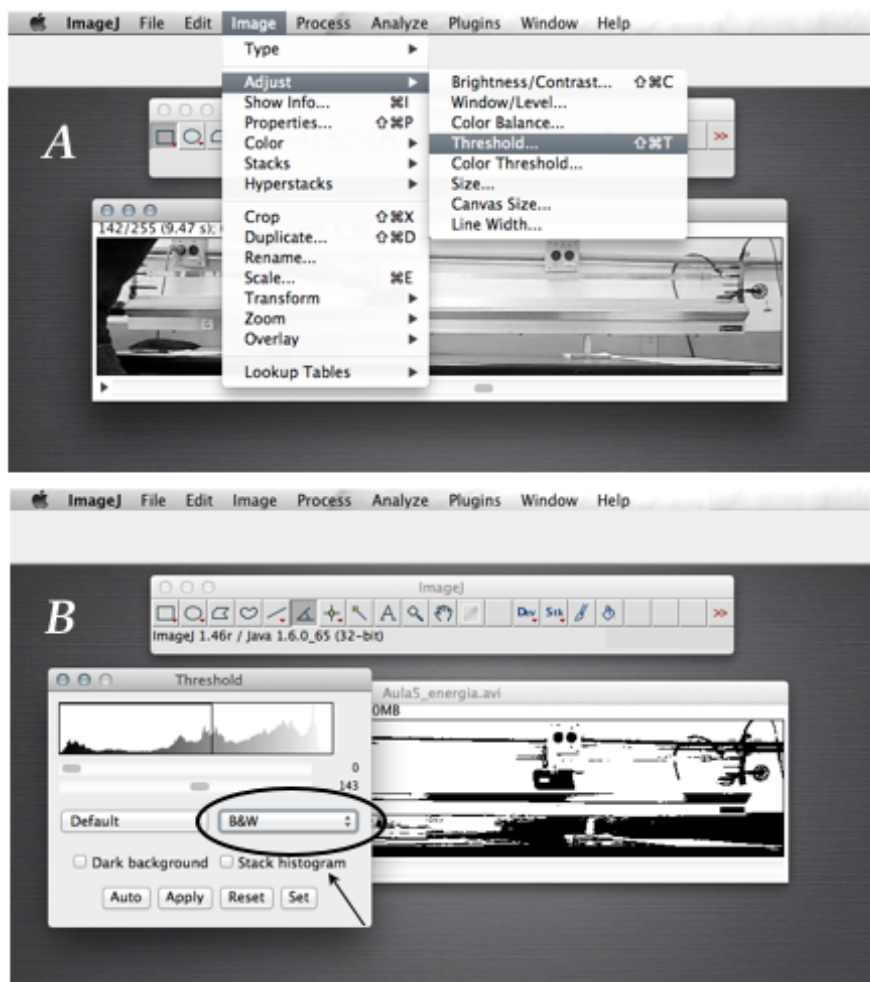 ImageJ File Edit Image Process Analyze Plugins Window Help
A
Type
Adjust
Show Info... ⌘I
Properties... ⇧⌘P
Color
Stacks
Hyperstacks
Crop ⇧⌘X
Duplicate... ⇧⌘D
Rename...
Scale... ⌘E
Transform
Zoom
Overlay
Lookup Tables
Brightness/Contrast... ⇧⌘C
Window/Level...
Color Balance...
Threshold... ⇧⌘T
Color Threshold...
Size...
Canvas Size...
Line Width...
>>
142/255 (9.47 s);
ImageJ File Edit Image Process Analyze Plugins Window Help
B
ImageJ
A Dev Stk >>
ImageJ 1.46r / Java 1.6.0_65 (32-bit)
Threshold
Aula5_energia.avi
0MB
0
143
Default B&W
Dark background Stack histogram
Auto Apply Reset Set